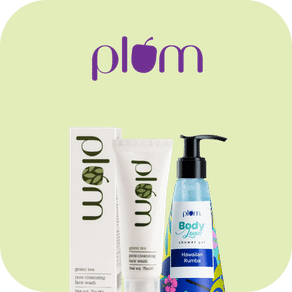 plum
plum
green tea
pore cleansing
face wash
plum
green tea
pore cleansing
face wash
plum
Body
Lovin'
shower gel
Hawaiian
Rumba